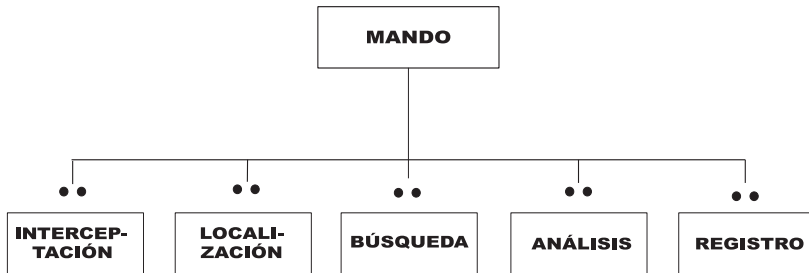 MANDO
INTERCEP-
TACIÓN
LOCALI-
ZACIÓN
BÚSQUEDA
ANÁLISIS
REGISTRO